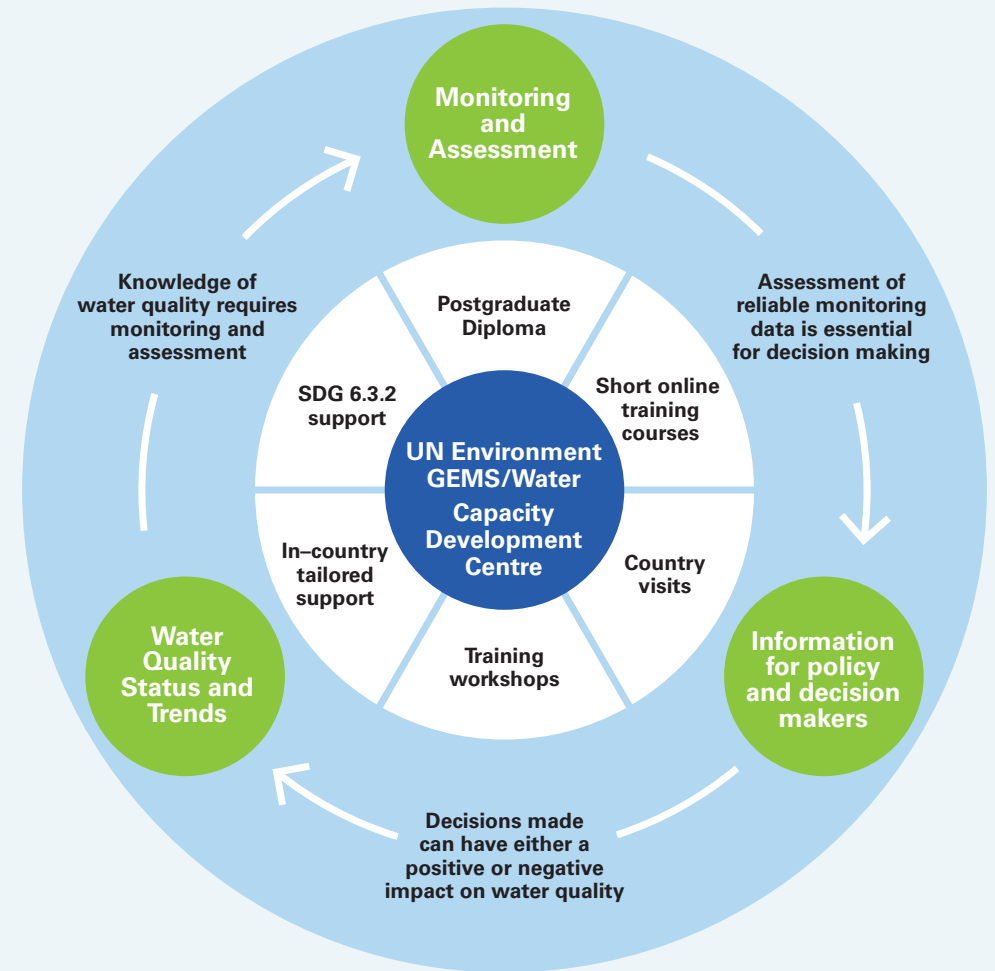 Monitoring
and
Assessment
Assessment of
reliable monitoring
data is essential
for decision making
Information
for policy
and decision
makers
Decisions made
can have either a
positive or negative
impact on water quality
Water
Quality
Status and
Trends
Knowledge of
water quality requires
monitoring and
assessment
Postgraduate
Diploma
Short online
training
courses
Country
visits
Training
workshops
In–country
tailored
support
SDG 6.3.2
support
UN Environment
GEMS/Water
Capacity
Development
Centre